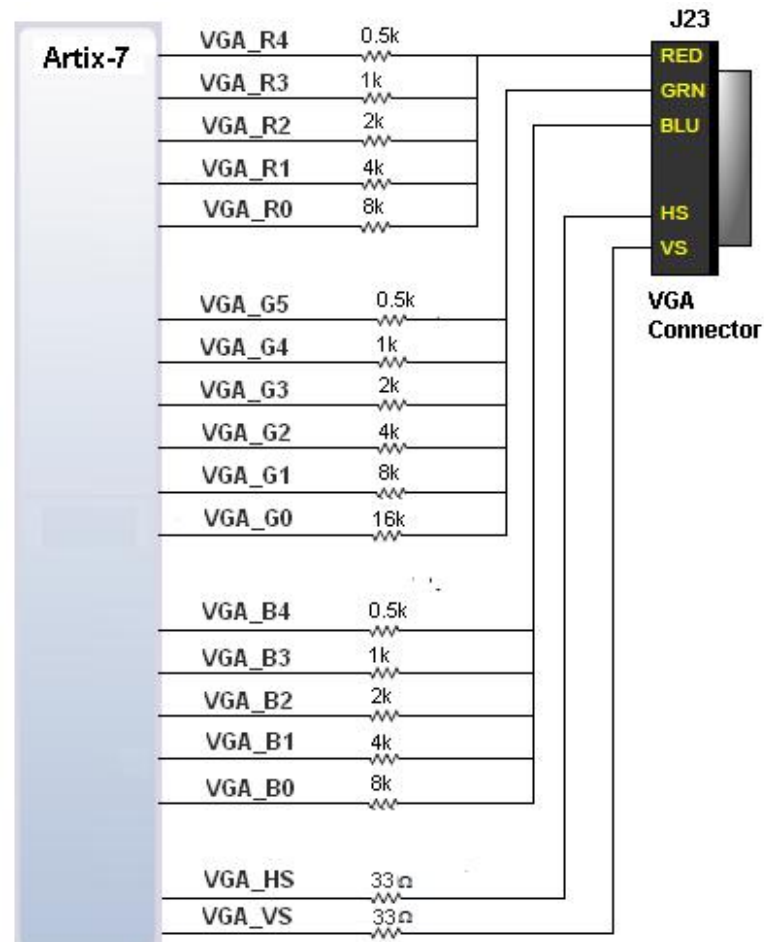 J23
Artix-7
VGA_R4 0.5k
RED
VGA_R3 1k
GRN
VGA_R2 2k
BLU
VGA_R1 4k
VGA_R0 8k
HS
VS
VGA
Connector
VGA_G5 0.5k
VGA_G4 1k
VGA_G3 2k
VGA_G2 4k
VGA_G1 8k
VGA_G0 16k
VGA_B4 0.5k
VGA_B3 1k
VGA_B2 2k
VGA_B1 4k
VGA_B0 8k
VGA_HS 33Ω
VGA_VS 33Ω